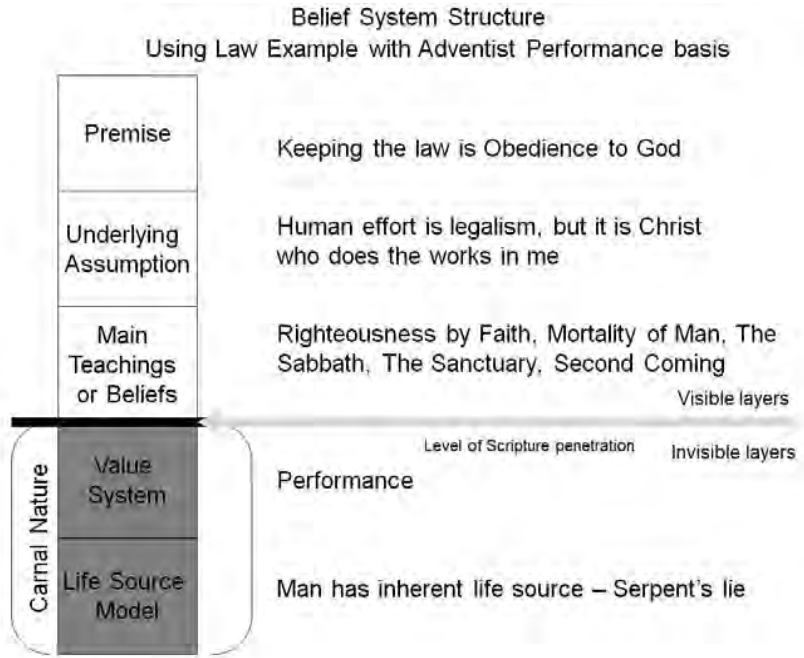 Belief System Structure
Using Law Example with Adventist Performance basis
Premise
Keeping the law is Obedience to God
Underlying
Assumption
Human effort is legalism, but it is Christ
who does the works in me
Main
Teachings
or Beliefs
Righteousness by Faith, Mortality of Man, The
Sabbath, The Sanctuary, Second Coming
Visible layers
Level of Scripture penetration
Invisible layers
Carnal Nature
Value
System
Performance
Life Source
Model
Man has inherent life source – Serpent's lie